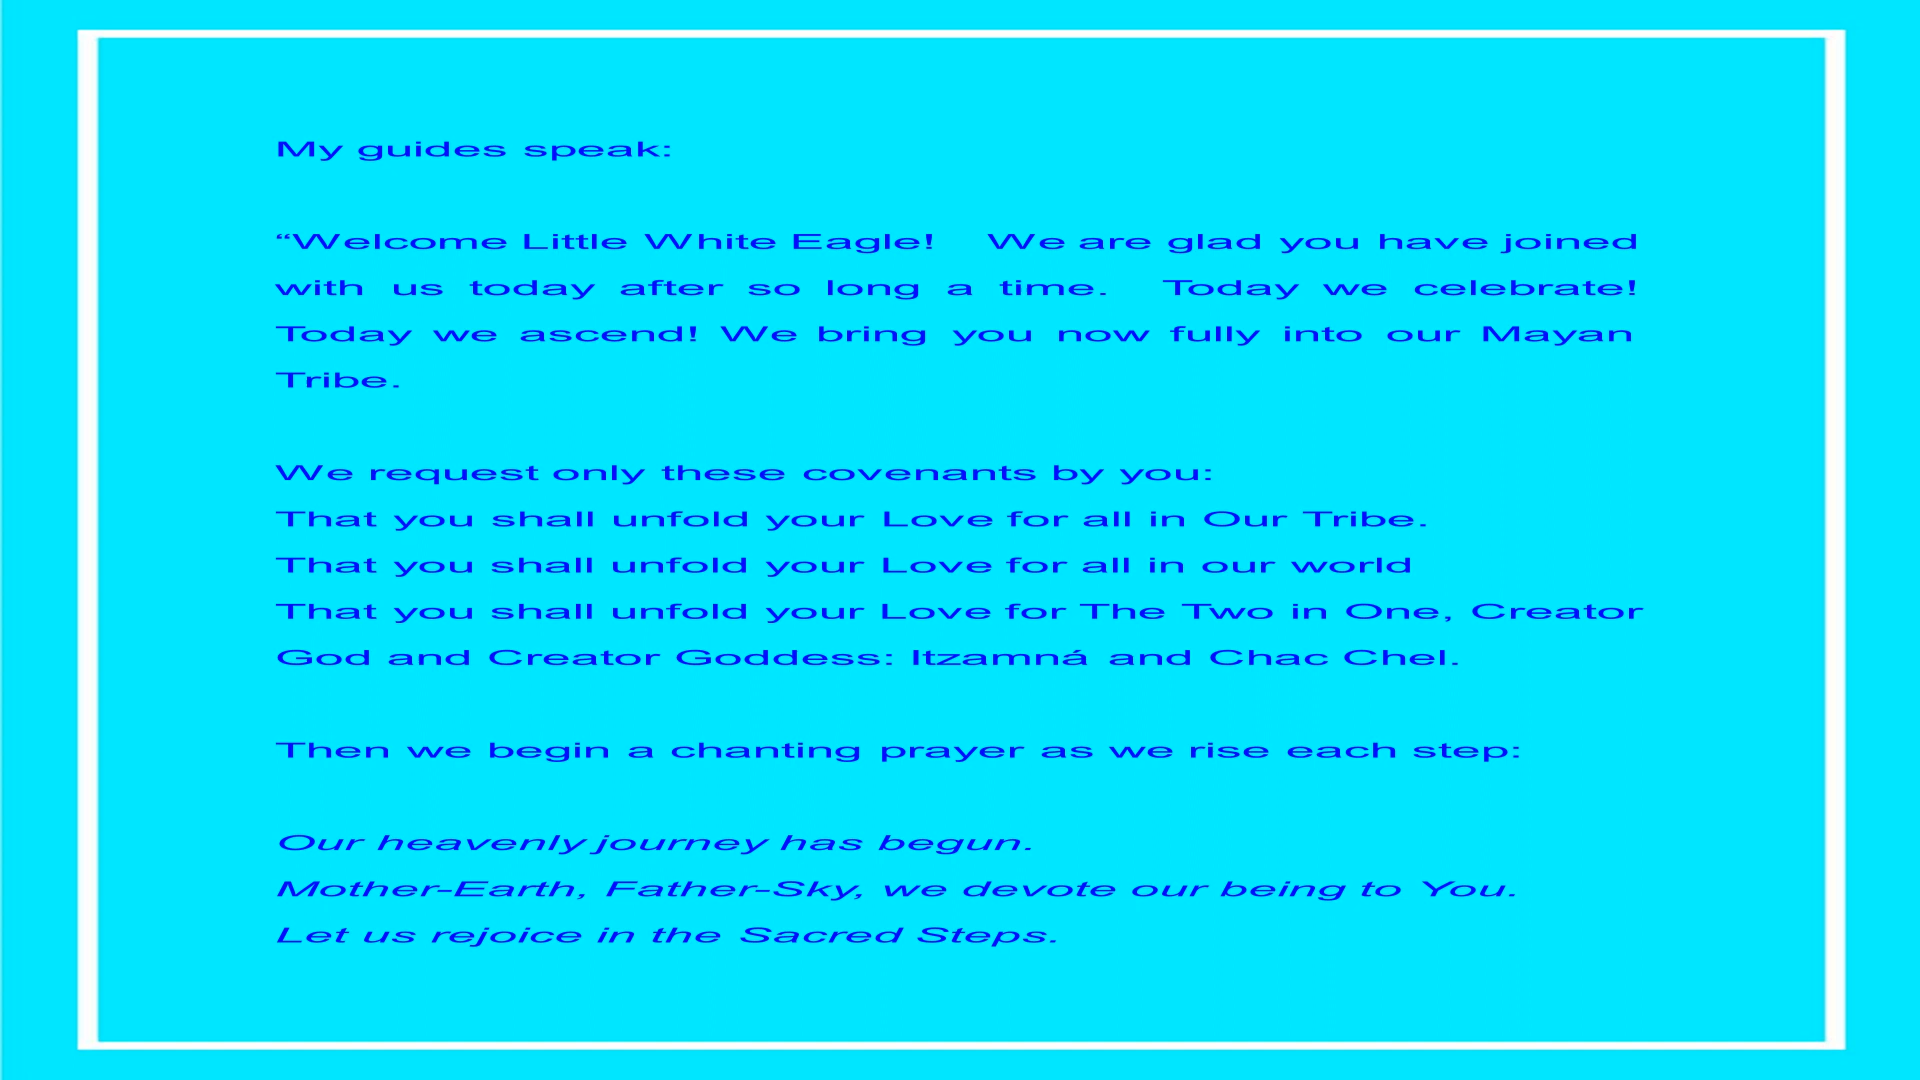 My guides speak:
“Welcome Little White Eagle! We are glad you have joined
with us today after so long a time. Today we celebrate!
Today we ascend! We bring you now fully into our Mayan
Tribe.
We request only these covenants by you:
That you shall unfold your Love for all in Our Tribe.
That you shall unfold your Love for all in our world
That you shall unfold your Love for The Two in One, Creator
God and Creator Goddess: Itzamná and Chac Chel.
Then we begin a chanting prayer as we rise each step:
Our heavenly journey has begun.
Mother-Earth, Father-Sky, we devote our being to You.
Let us rejoice in the Sacred Steps.